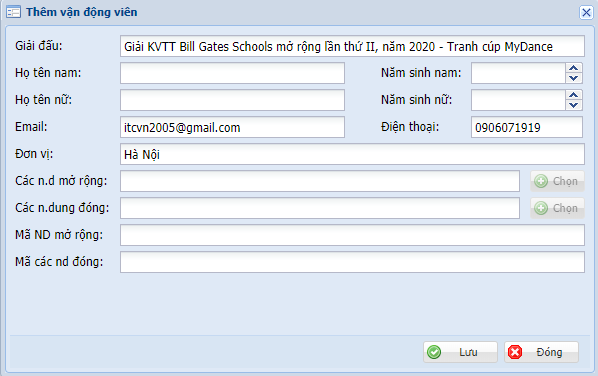 Thêm vận động viên
Giải đấu: Giải KVTT Bill Gates Schools mở rộng lần thứ II, năm 2020 - Tranh cúp MyDance
Họ tên nam: Năm sinh nam:
Họ tên nữ: Năm sinh nữ:
Email: itcvn2005@gmail.com Điện thoại: 0906071919
Đơn vị: Hà Nội
Các n.d mở rộng: Chọn
Các n.dung đóng: Chọn
Mã ND mở rộng:
Mã các nd đóng:
Lưu Đóng